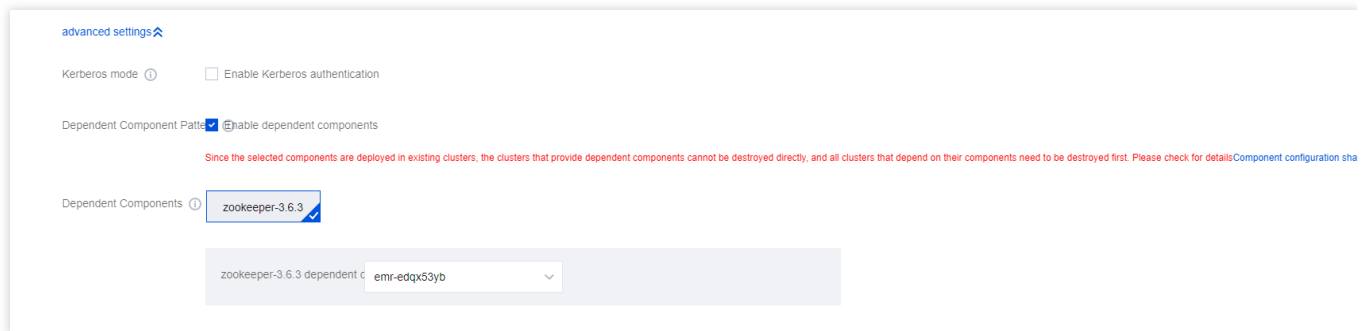 advanced settings
Kerberos mode Enable Kerberos authentication
Dependent Component Patte Enable dependent components
Since the selected components are deployed in existing clusters, the clusters that provide dependent components cannot be destroyed directly, and all clusters that depend on their components need to be destroyed first. Please check for detailsComponent configuration sha
Dependent Components zookeeper-3.6.3
zookeeper-3.6.3 dependent c emr-edqx53yb